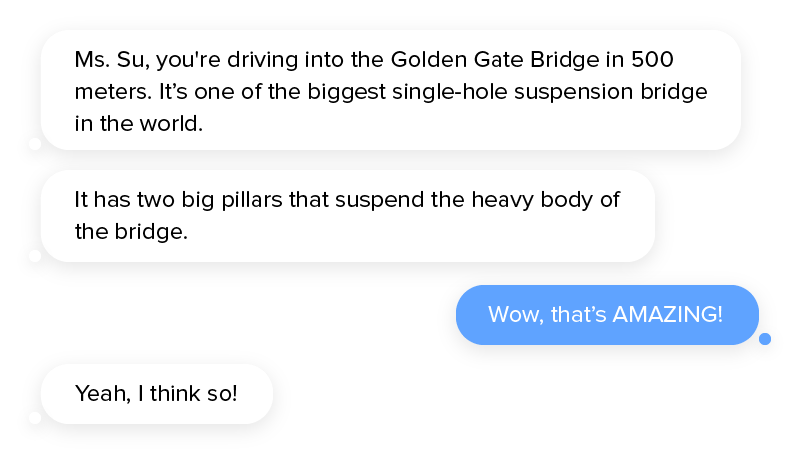 Ms. Su, you're driving into the Golden Gate Bridge in 500
meters. It’s one of the biggest single-hole suspension bridge
in the world.
It has two big pillars that suspend the heavy body of
the bridge.
Wow, that’s AMAZING!
Yeah, I think so!